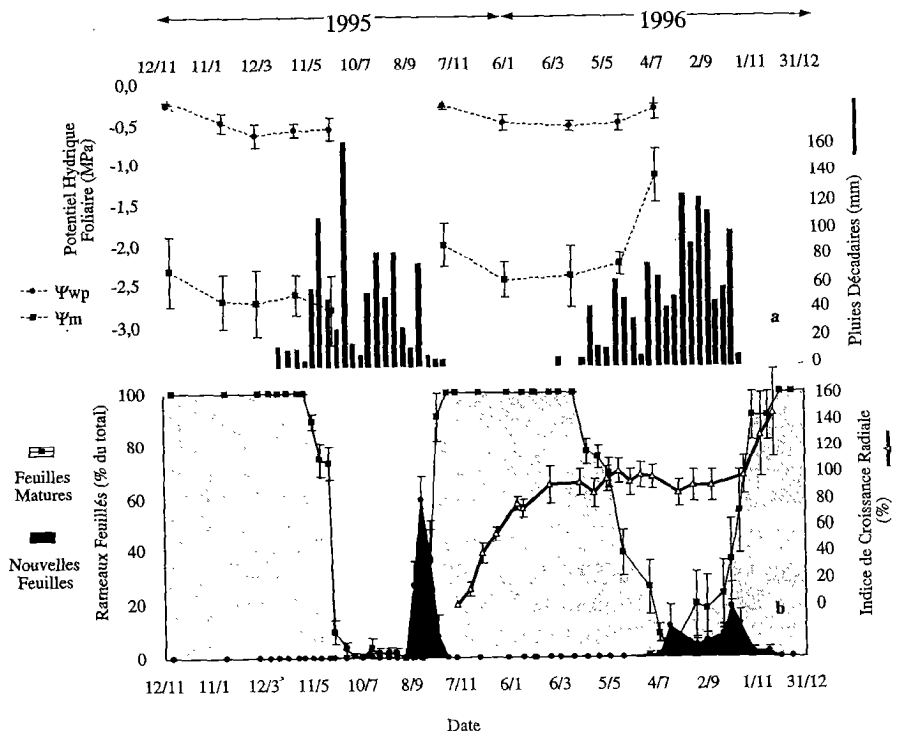 1995 1996
12/11 11/1 12/3 11/5 10/7 8/9 7/11 6/1 6/3 5/5 4/7 2/9 1/11 31/12
0,0
-0,5
-1,0
-1,5
-2,0
-2,5
-3,0
Potentiel Hydrique
Foliaire (MPa)
Ψwp
Ψm
160
140
120
100
80
60
40
20
0
Pluies Décadaires (mm)
a
100
80
60
40
20
0
Rameaux Feuillés (% du total)
Feuilles
Matures
Nouvelles
Feuilles
160
140
120
100
80
60
40
20
0
Indice de Croissance Radiale
(%)
b
12/11 11/1 12/3 11/5 10/7 8/9 7/11 6/1 6/3 5/5 4/7 2/9 1/11 31/12
Date